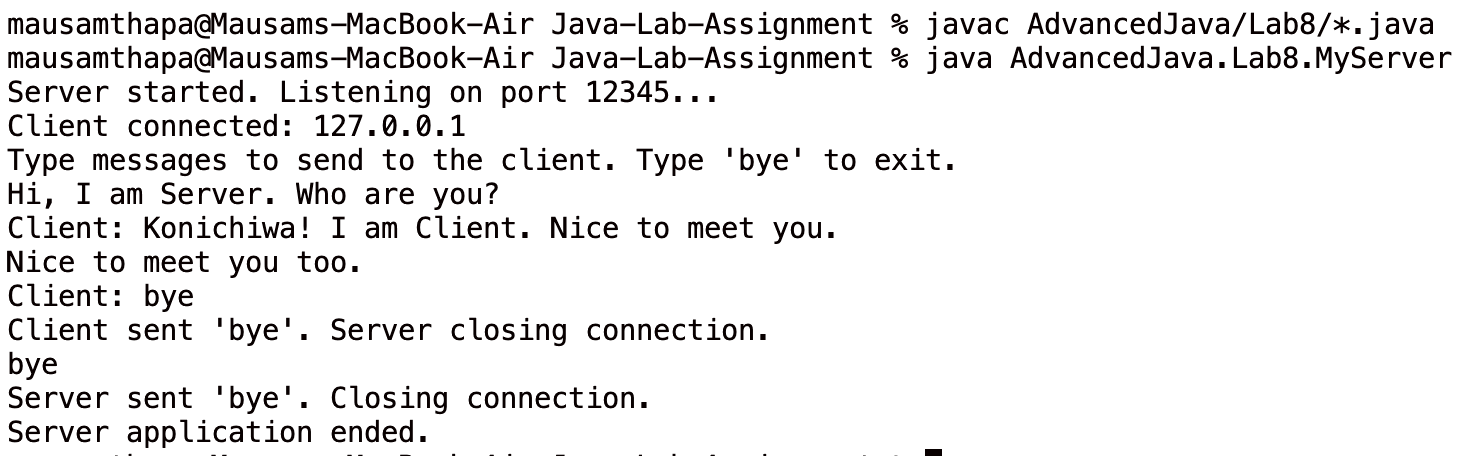 mausamthapa@Mausams-MacBook-Air Java-Lab-Assignment % javac AdvancedJava/Lab8/*.java
mausamthapa@Mausams-MacBook-Air Java-Lab-Assignment % java AdvancedJava.Lab8.MyServer
Server started. Listening on port 12345...
Client connected: 127.0.0.1
Type messages to send to the client. Type 'bye' to exit.
Hi, I am Server. Who are you?
Client: Konichiwa! I am Client. Nice to meet you.
Nice to meet you too.
Client: bye
Client sent 'bye'. Server closing connection.
bye
Server sent 'bye'. Closing connection.
Server application ended.